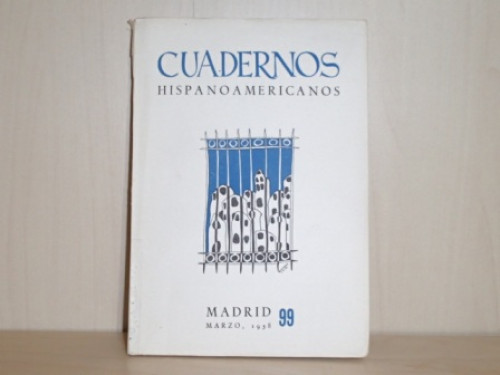 CUADERNOS
HISPANOAMERICANOS
MADRID
MARZO, 1958
99